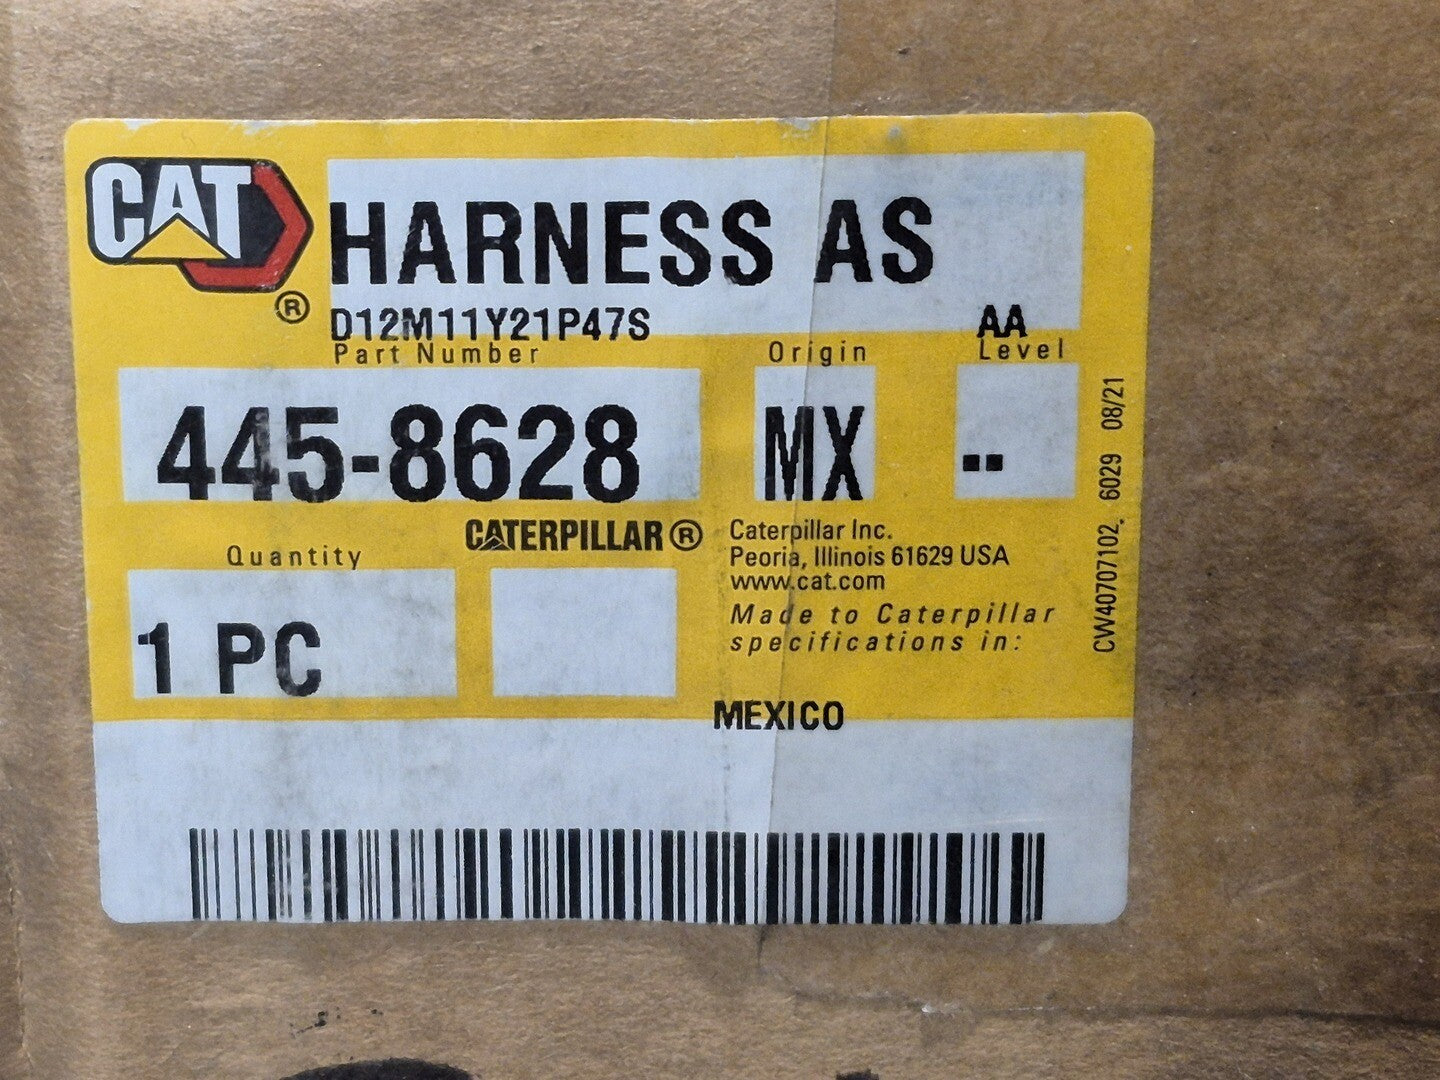 CAT
HARNESS AS
®
D12M11Y21P47S
AA
Part Number
Origin
Level
445-8628
MX
--
CATERPILLAR®
Quantity
1 PC
Caterpillar Inc.
Peoria, Illinois 61629 USA
www.cat.com
Made to Caterpillar
specifications in:
MEXICO
CW40707102, 6029 08/21